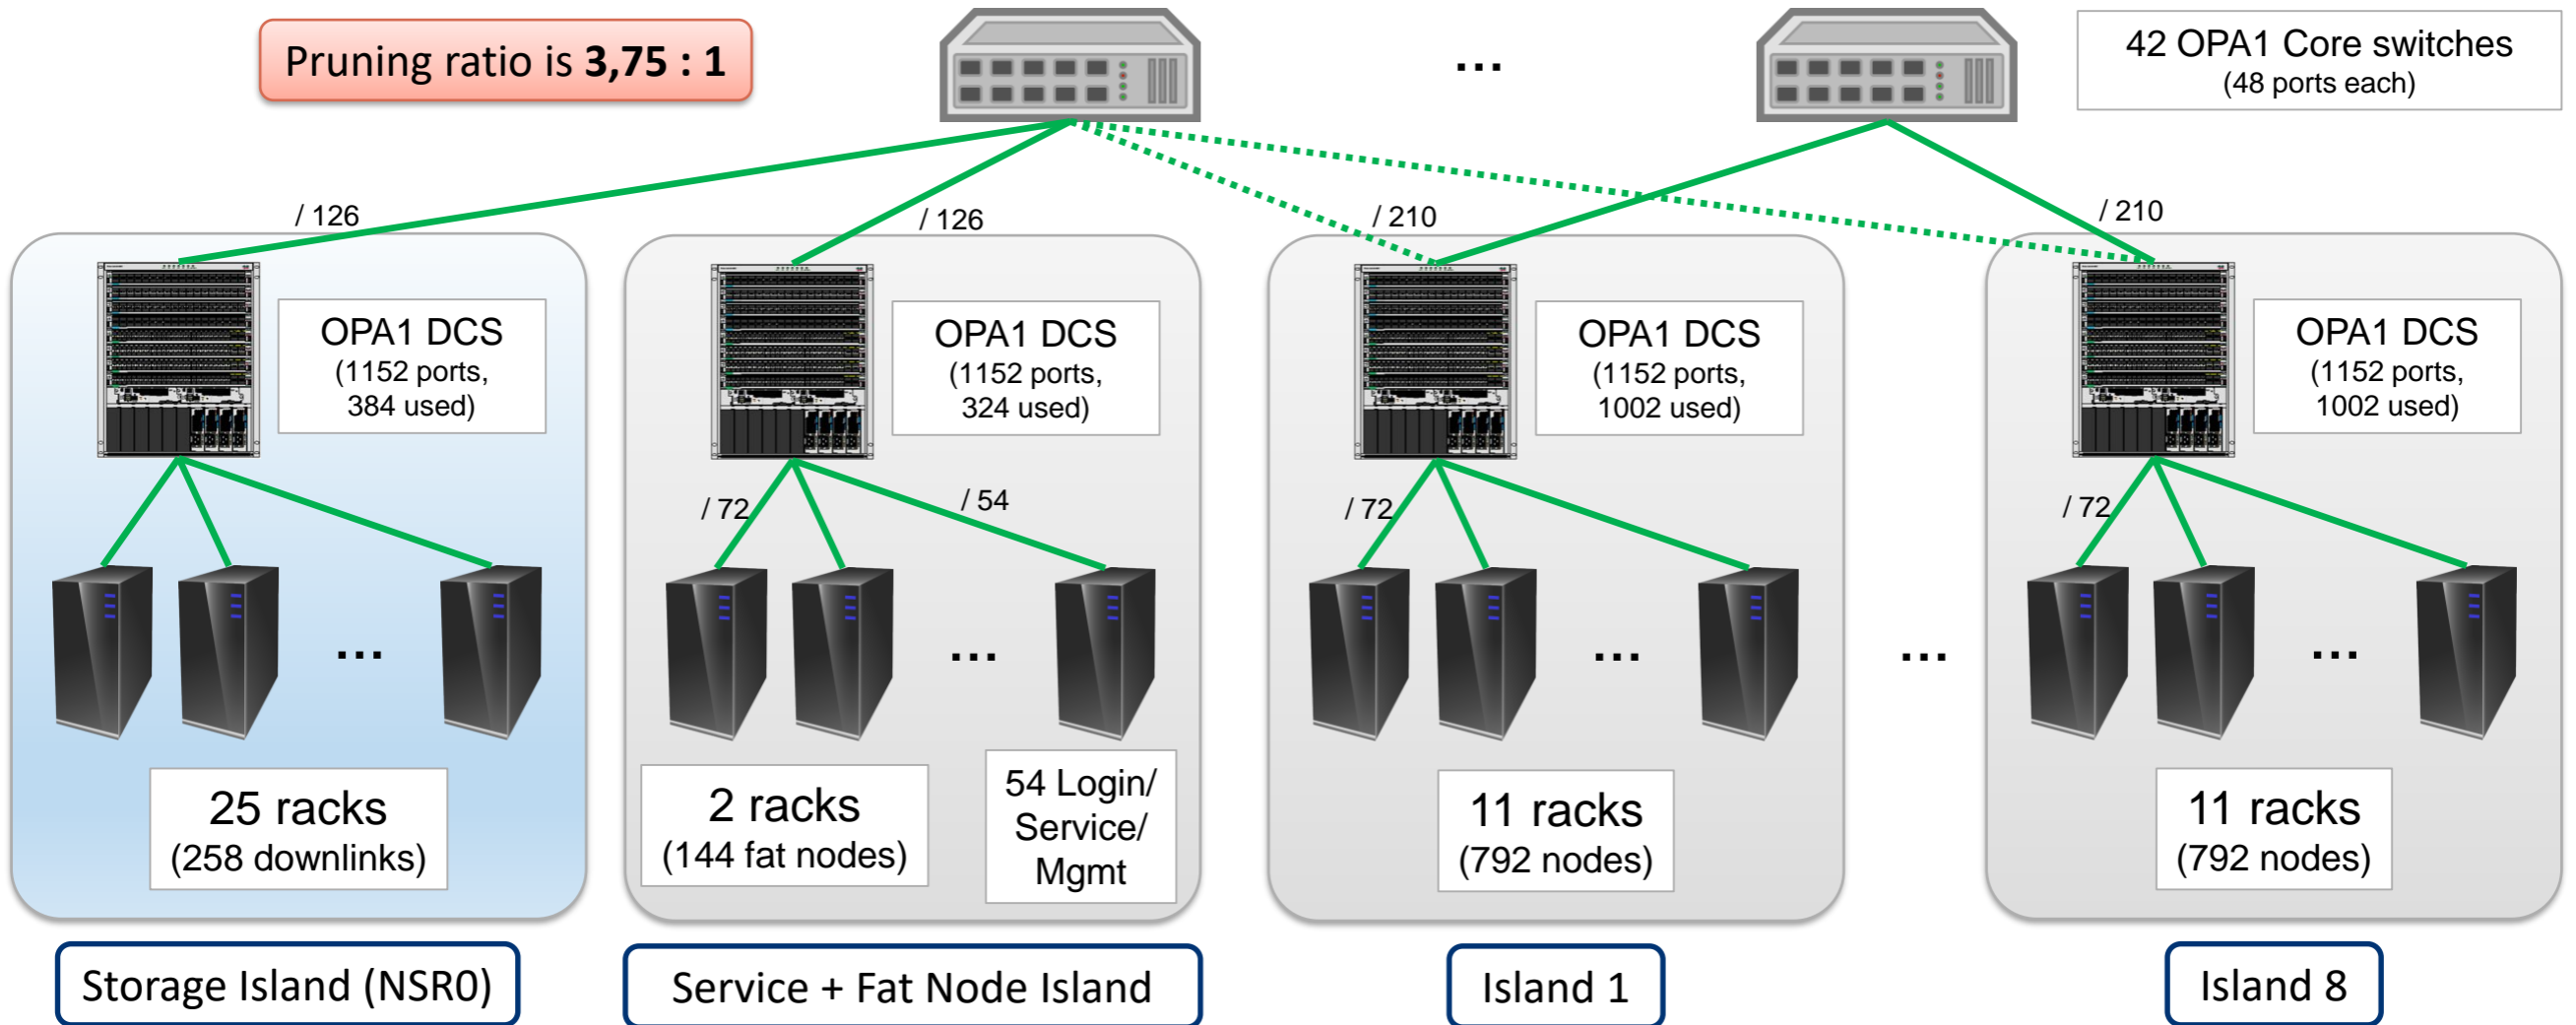 Pruning ratio is 3,75 : 1
...
42 OPA1 Core switches
(48 ports each)
/ 126
/ 126
/ 210
/ 210
OPA1 DCS
(1152 ports,
384 used)
OPA1 DCS
(1152 ports,
324 used)
OPA1 DCS
(1152 ports,
1002 used)
OPA1 DCS
(1152 ports,
1002 used)
/ 72
/ 54
/ 72
/ 72
...
...
...
...
...
25 racks
(258 downlinks)
2 racks
(144 fat nodes)
54 Login/
Service/
Mgmt
11 racks
(792 nodes)
11 racks
(792 nodes)
Storage Island (NSR0)
Service + Fat Node Island
Island 1
Island 8